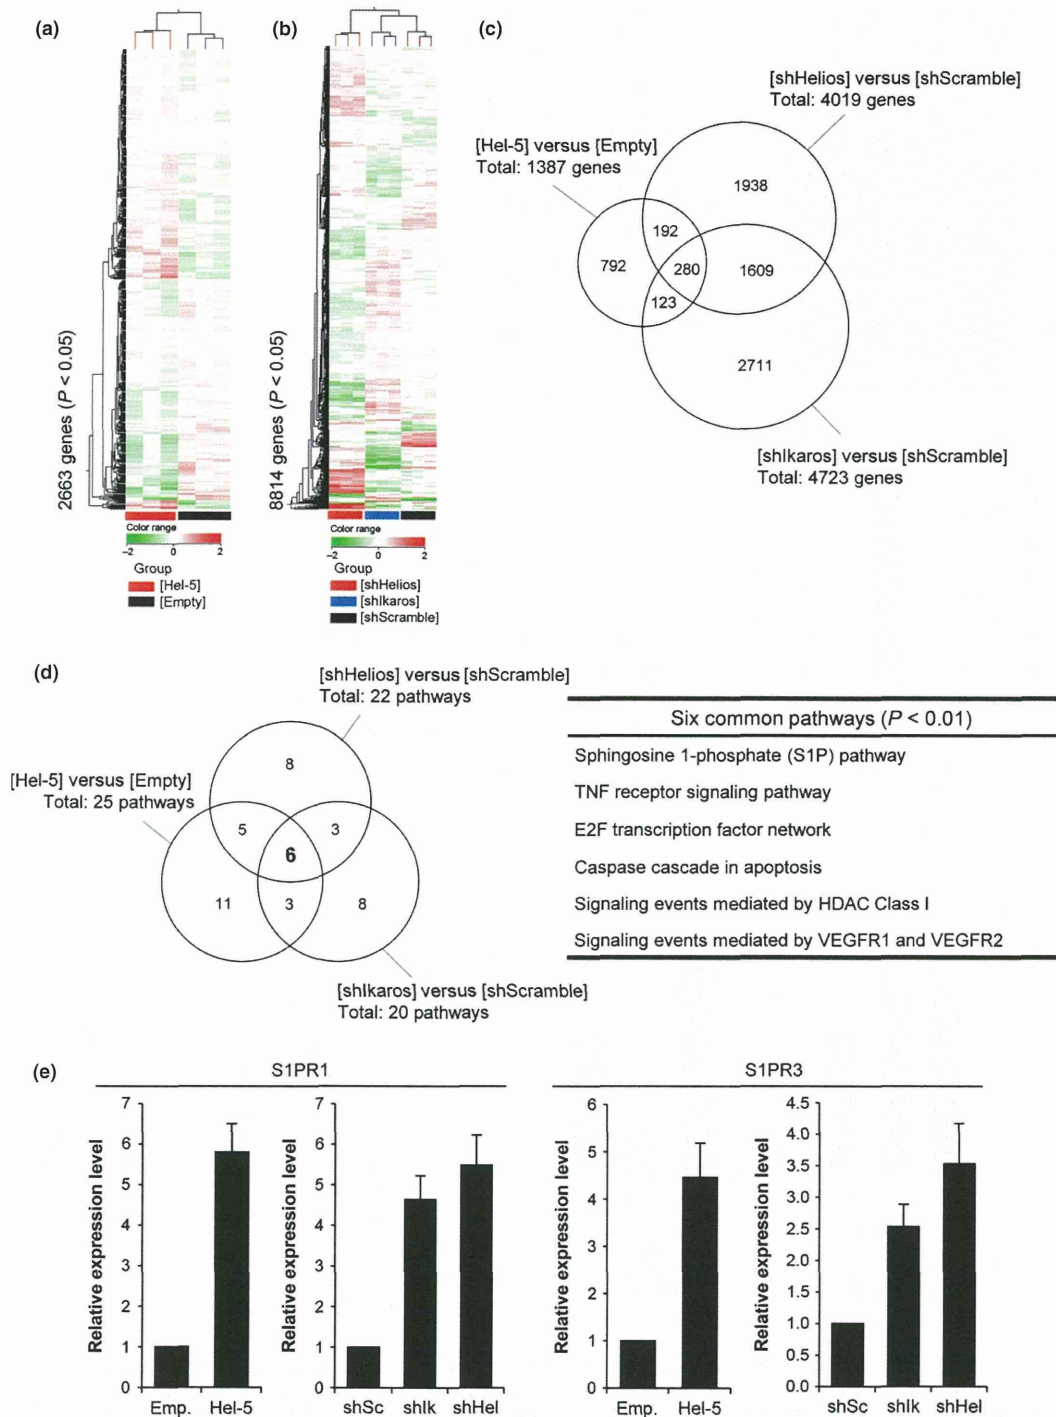 (a)
2663 genes (P < 0.05)
Color range
−2 0 2
Group
[Hel-5]
[Empty]
(b)
8814 genes (P < 0.05)
Color range
−2 0 2
Group
[shHelios]
[shIkaros]
[shScramble]
(c)
[shHelios] versus [shScramble]
Total: 4019 genes
[Hel-5] versus [Empty]
Total: 1387 genes
1938
192
792
280
1609
123
2711
[shIkaros] versus [shScramble]
Total: 4723 genes
(d)
[shHelios] versus [shScramble]
Total: 22 pathways
[Hel-5] versus [Empty]
Total: 25 pathways
8
5
3
6
11
3
8
[shIkaros] versus [shScramble]
Total: 20 pathways
Six common pathways (P < 0.01)
Sphingosine 1-phosphate (S1P) pathway
TNF receptor signaling pathway
E2F transcription factor network
Caspase cascade in apoptosis
Signaling events mediated by HDAC Class I
Signaling events mediated by VEGFR1 and VEGFR2
(e)
S1PR1
Relative expression level
7
6
5
4
3
2
1
0
Emp. Hel-5
Relative expression level
7
6
5
4
3
2
1
0
shSc shIk shHel
S1PR3
Relative expression level
6
5
4
3
2
1
0
Emp. Hel-5
Relative expression level
4.5
4.0
3.5
3.0
2.5
2.0
1.5
1.0
0.5
0.0
shSc shIk shHel